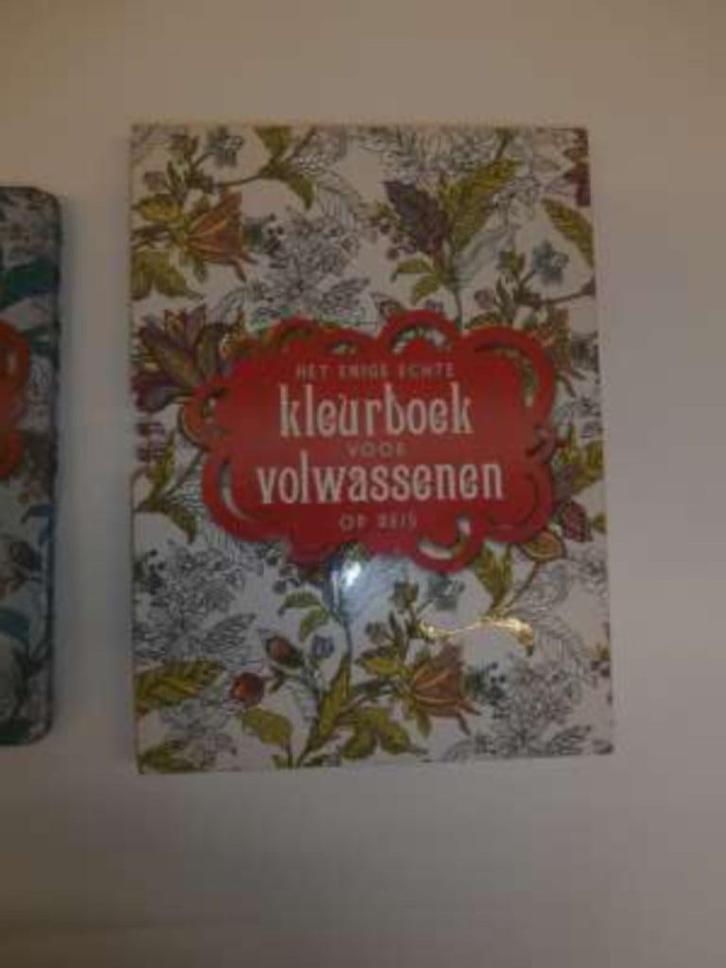 HET ENIGE ECHTE
kleurboek
VOOR
volwassenen
OP REIS